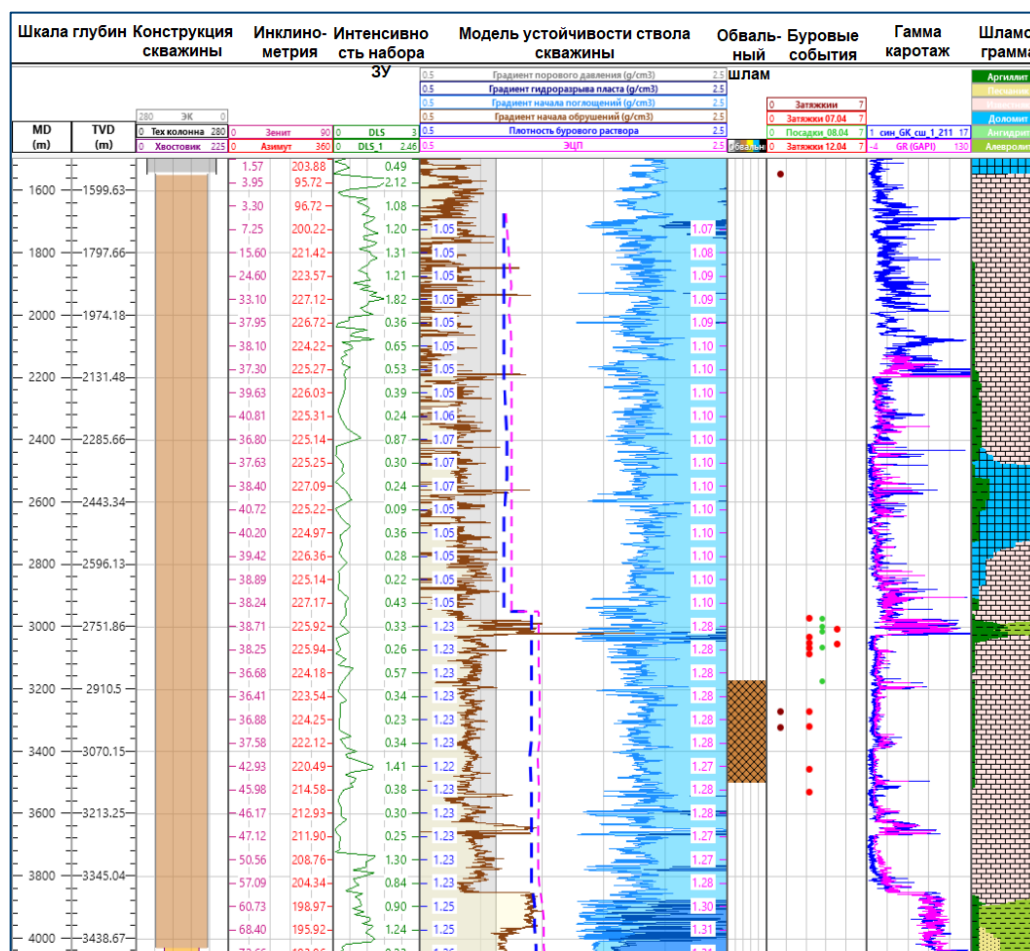 Шкала глубин Конструкция Инклино- Интенсивно Модель устойчивости ствола Обваль- Буровые Гамма Шламо
скважины метрия сть набора скважины ный события каротаж грамма
ЗУ шлам
0.5 Градиент порового давления (g/cm3) 2.5 Аргиллит
0.5 Градиент гидроразрыва пласта (g/cm3) 2.5
0.5 Градиент начала поглощений (g/cm3) 2.5
280 ЭК 0 0.5 Градиент начала обрушений (g/cm3) 2.5 0 Затяжкии 7 Доломит
0 Затяжки 07.04 7
MD TVD 0 Тех колонна 280 0 Зенит 90 0 DLS 3 0.5 Плотность бурового раствора 2.5 0 Посадки_08.04 7 1 син_GK_сш_1_211 17 Ангидрит
(m) (m) 0 Хвостовик 225 0 Азимут 360 0 DLS_1 2.46 0.5 ЭЦП 2.5 0 Затяжки 12.04 7 -4 GR (GAPI) 130 Алевролит
1.57 203.88 0.49
1600 1599.63 3.95 95.72 2.12
3.30 96.72 1.08
7.25 200.22 1.20 1.05 1.07
1800 1797.66 15.60 221.42 1.31 1.05 1.08
24.60 223.57 1.21 1.05 1.09
33.10 227.12 1.82 1.05 1.09
2000 1974.18 37.95 226.72 0.36 1.05 1.09
38.10 224.22 0.65 1.05 1.10
37.30 225.27 0.53 1.05 1.10
2200 2131.48 39.63 226.03 0.39 1.05 1.10
40.81 225.31 0.24 1.06 1.10
2400 2285.66 36.80 225.14 0.87 1.07 1.10
37.63 225.25 0.30 1.07 1.10
38.40 227.09 0.24 1.07 1.10
2600 2443.34 40.72 225.22 0.09 1.05 1.10
40.20 224.97 0.36 1.05 1.10
39.42 226.36 0.28 1.05 1.10
2800 2596.13 38.89 225.14 0.22 1.05 1.10
38.24 227.17 0.43 1.05 1.10
3000 2751.86 38.71 225.92 0.33 1.23 1.28
38.25 225.94 0.26 1.23 1.28
36.68 224.18 0.57 1.23 1.28
3200 2910.5 36.41 223.54 0.34 1.23 1.28
36.88 224.25 0.23 1.23 1.28
37.58 222.12 0.34 1.23 1.28
3400 3070.15 42.93 220.49 1.41 1.22 1.27
45.98 214.58 0.38 1.23 1.28
3600 3213.25 46.17 212.93 0.30 1.23 1.28
47.12 211.90 0.25 1.23 1.27
50.56 208.76 1.30 1.23 1.27
3800 3345.04 57.09 204.34 0.84 1.23 1.28
60.73 198.97 0.90 1.25 1.30
4000 3438.67 68.40 195.92 1.24 1.25 1.31